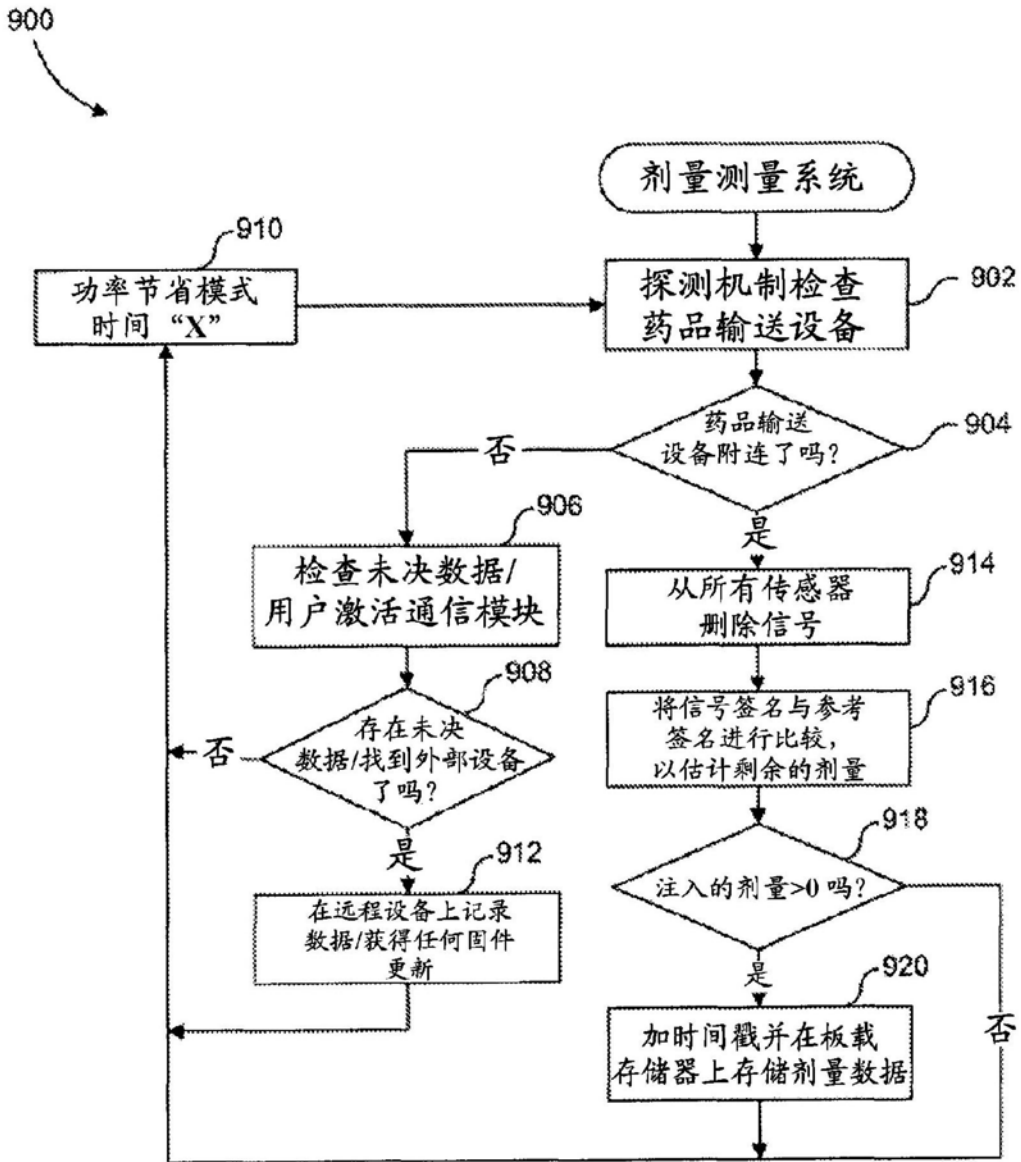 900
剂量测量系统
910
功率节省模式
时间“X”
探测机制检查
药品输送设备
902
药品输送
设备附连了吗?
904
否
是
906
检查未决数据/
用户激活通信模块
从所有传感器
删除信号
914
908
存在未决
数据/找到外部设备
了吗?
否
将信号签名与参考
签名进行比较,
以估计剩余的剂量
916
是
912
在远程设备上记录
数据/获得任何固件
更新
918
注入的剂量>0 吗?
是
否
920
加时间戳并在板载
存储器上存储剂量数据